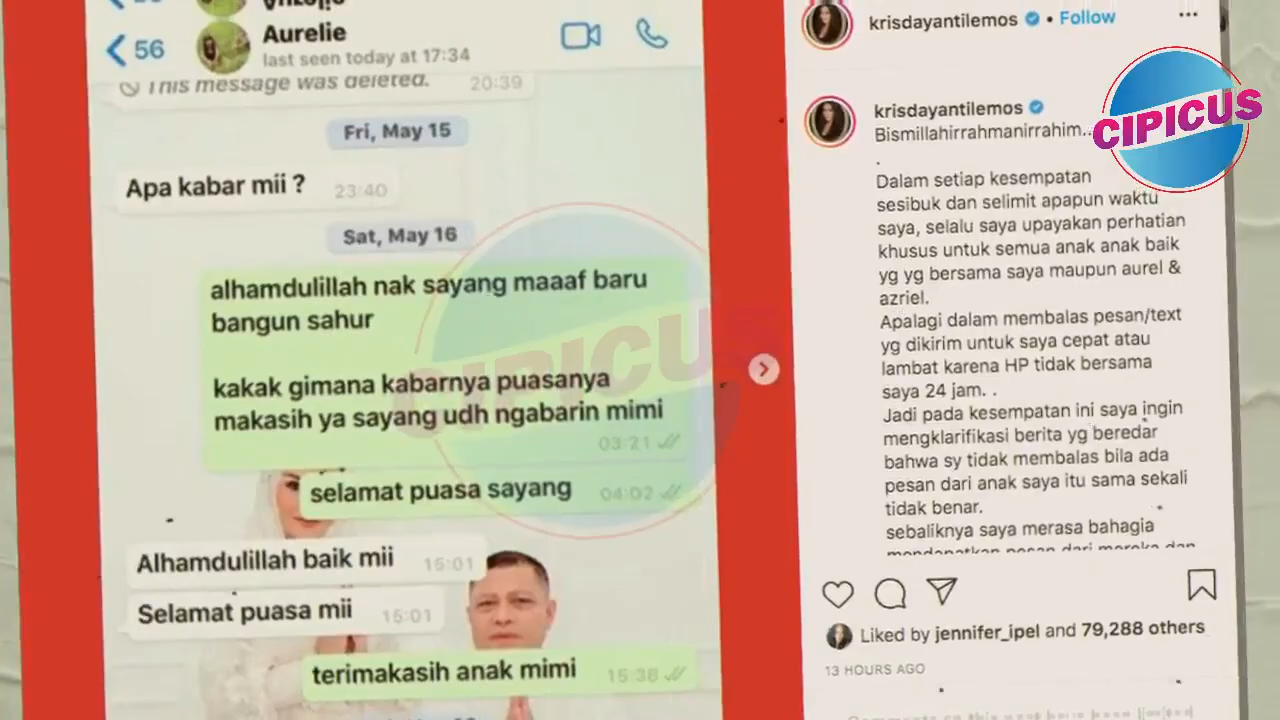 Aurelie
56
last seen today at 17:34
This message was deleted. 20:39
Fri, May 15
Apa kabar mii ? 23:40
Sat, May 16
alhamdulillah nak sayang maaaf baru
bangun sahur
kakak gimana kabarnya puasanya
makasih ya sayang udh ngabarin mimi
03:21
selamat puasa sayang 04:02
Alhamdulillah baik mii 15:01
Selamat puasa mii 15:01
terimakasih anak mimi 15:38
CIPICUS
krisdayantilemos • Follow
krisdayantilemos
Bismillahirrahmanirrahim..
.
Dalam setiap kesempatan
sesibuk dan selimit apapun waktu
saya, selalu saya upayakan perhatian
khusus untuk semua anak anak baik
yg yg bersama saya maupun aurel &
azriel.
Apalagi dalam membalas pesan/text
yg dikirim untuk saya cepat atau
lambat karena HP tidak bersama
saya 24 jam. .
Jadi pada kesempatan ini saya ingin
mengklarifikasi berita yg beredar
bahwa sy tidak membalas bila ada
pesan dari anak saya itu sama sekali
tidak benar.
sebaliknya saya merasa bahagia
mendapatkan pesan dari mereka dan
Liked by jennifer_ipel and 79,288 others
13 HOURS AGO
CIPICUS